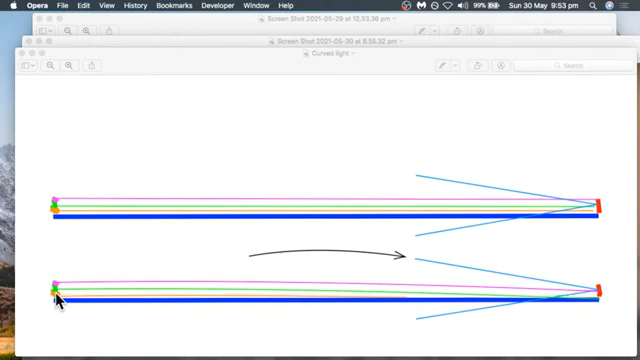 Opera File Edit View History Bookmarks Developer Window Help 99% Sun 30 May 9:53 pm
Screen Shot 2021-05-29 at 12.33.36 pm
Search
Screen Shot 2021-05-30 at 8.55.32 pm
Curved light
Search